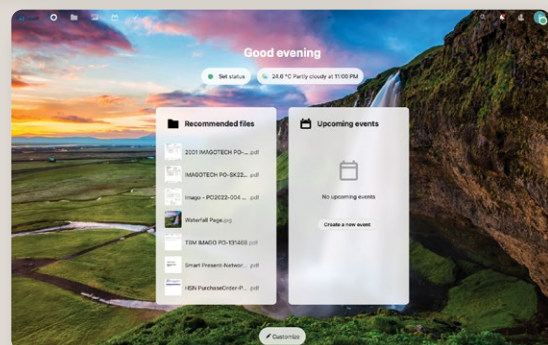 Good evening
Set status
24.6 °C Partly cloudy at 11:00 PM
Recommended files
2021 IMAGOTECH PO-... .pdf
IMAGOTECH PO-SK22... .pdf
Imago - PO2022-004 ... .pdf
Waterfall Page.jpg
TSM IMAGO PO-131488.pdf
Smart Present-Networ... .pdf
HSN PurchaseOrder-P... .pdf
Upcoming events
No upcoming events
Create a new event
Customize